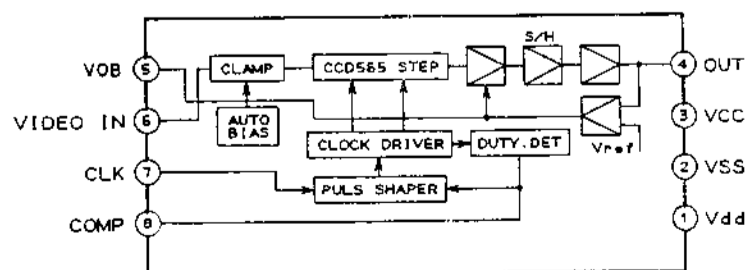 S/H
VOB 5 CLAMP CCD565 STEP 4 OUT
VIDEO IN 6 AUTO BIAS 3 VCC
CLOCK DRIVER DUTY.DET Vref
CLK 7 PULS SHAPER 2 VSS
COMP 8 1 Vdd